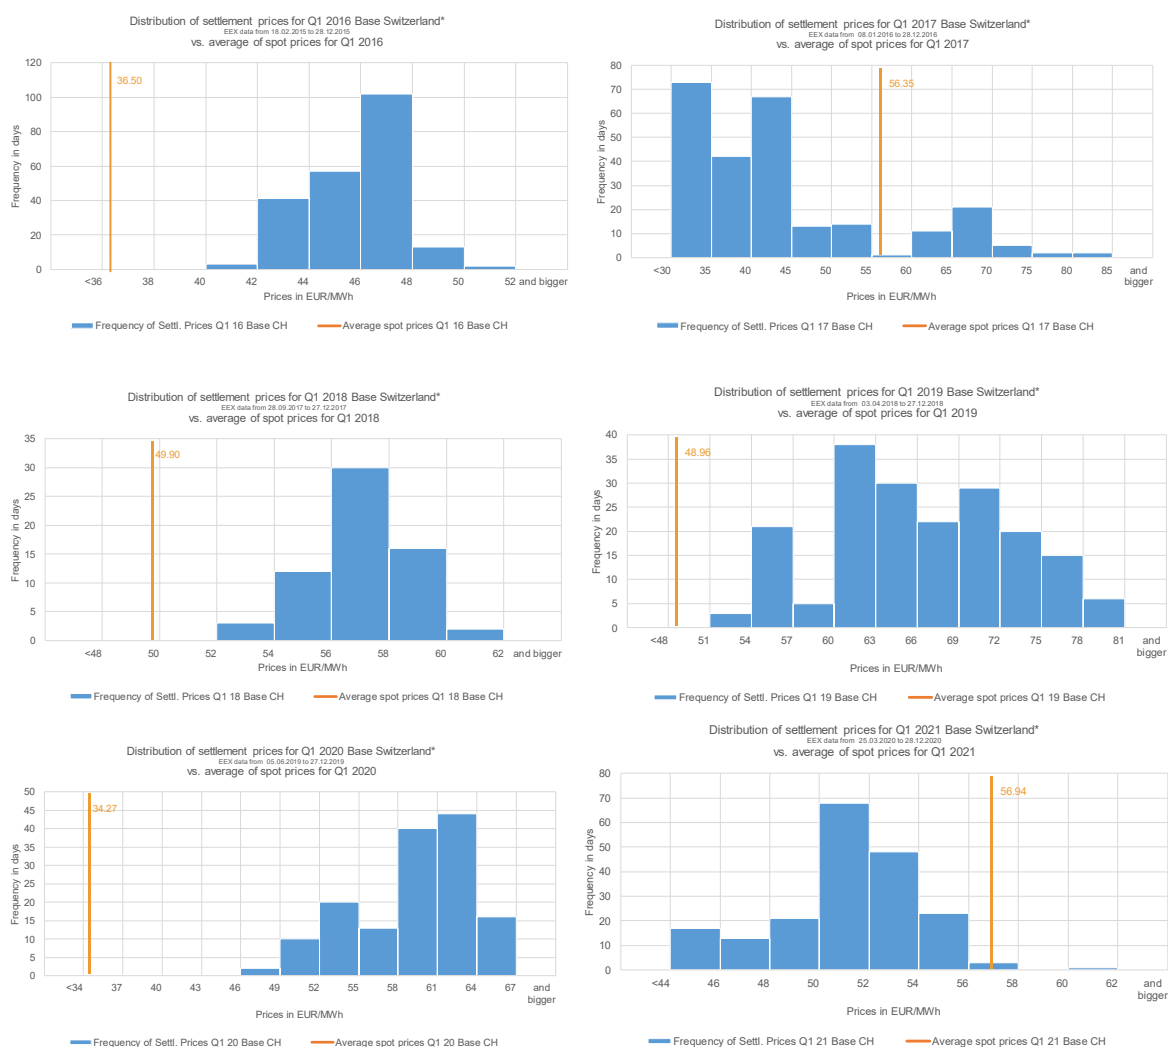 Distribution of settlement prices for Q1 2016 Base Switzerland*
EEX data from 18.02.2015 to 28.12.2015
vs. average of spot prices for Q1 2016
120
100
80
60
40
20
0
Frequency in days
36.50
<36 38 40 42 44 46 48 50 52 and bigger
Prices in EUR/MWh
Frequency of Settl. Prices Q1 16 Base CH Average spot prices Q1 16 Base CH
Distribution of settlement prices for Q1 2017 Base Switzerland*
EEX data from 08.01.2016 to 28.12.2016
vs. average of spot prices for Q1 2017
80
70
60
50
40
30
20
10
0
Frequency in days
56.35
<30 35 40 45 50 55 60 65 70 75 80 85 and
bigger
Prices in EUR/MWh
Frequency of Settl. Prices Q1 17 Base CH Average spot prices Q1 17 Base CH
Distribution of settlement prices for Q1 2018 Base Switzerland*
EEX data from 28.09.2017 to 27.12.2017
vs. average of spot prices for Q1 2018
35
30
25
20
15
10
5
0
Frequency in days
49.90
<48 50 52 54 56 58 60 62 and bigger
Prices in EUR/MWh
Frequency of Settl. Prices Q1 18 Base CH Average spot prices Q1 18 Base CH
Distribution of settlement prices for Q1 2019 Base Switzerland*
EEX data from 03.04.2018 to 27.12.2018
vs. average of spot prices for Q1 2019
40
35
30
25
20
15
10
5
0
Frequency in days
48.96
<48 51 54 57 60 63 66 69 72 75 78 81 and
bigger
Prices in EUR/MWh
Frequency of Settl. Prices Q1 19 Base CH Average spot prices Q1 19 Base CH
Distribution of settlement prices for Q1 2020 Base Switzerland*
EEX data from 05.06.2019 to 27.12.2019
vs. average of spot prices for Q1 2020
50
45
40
35
30
25
20
15
10
5
0
Frequency in days
34.27
<34 37 40 43 46 49 52 55 58 61 64 67 and
bigger
Prices in EUR/MWh
Frequency of Settl. Prices Q1 20 Base CH Average spot prices Q1 20 Base CH
Distribution of settlement prices for Q1 2021 Base Switzerland*
EEX data from 25.03.2020 to 28.12.2020
vs. average of spot prices for Q1 2021
80
70
60
50
40
30
20
10
0
Frequency in days
56.94
<44 46 48 50 52 54 56 58 60 62 and
bigger
Prices in EUR/MWh
Frequency of Settl. Prices Q1 21 Base CH Average spot prices Q1 21 Base CH